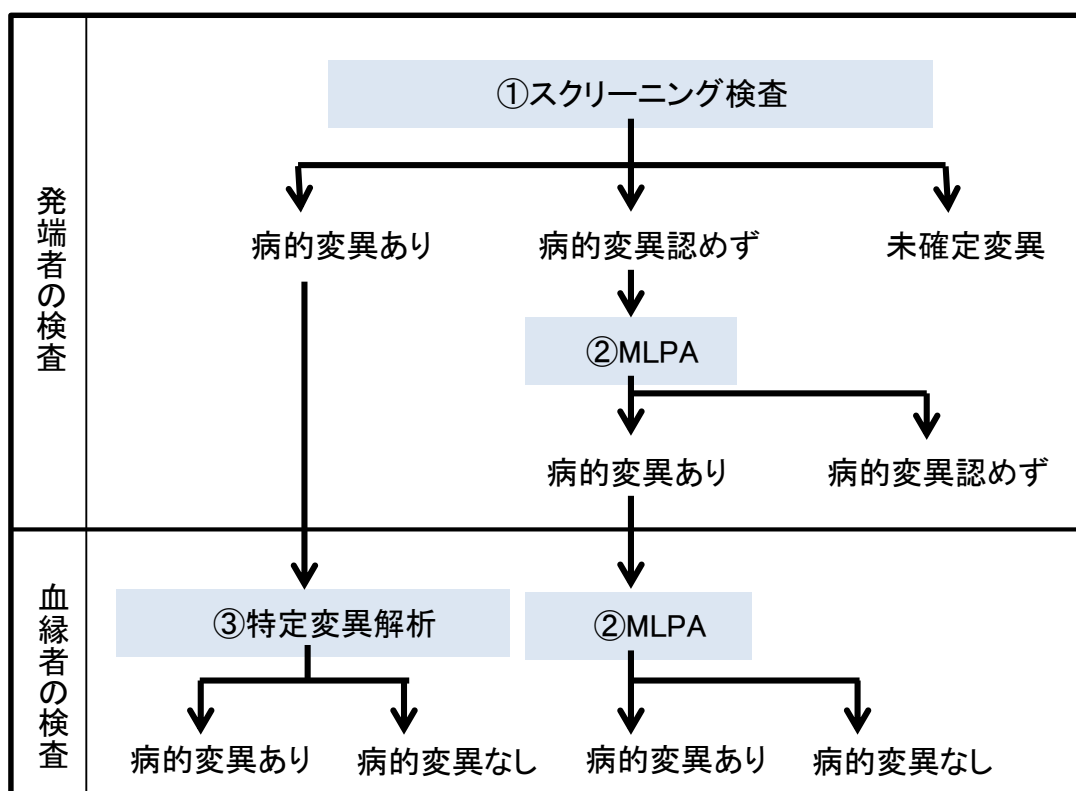 発端者の検査
①スクリーニング検査
病的変異あり
病的変異認めず
未確定変異
②MLPA
病的変異あり
病的変異認めず
血縁者の検査
③特定変異解析
②MLPA
病的変異あり
病的変異なし
病的変異あり
病的変異なし